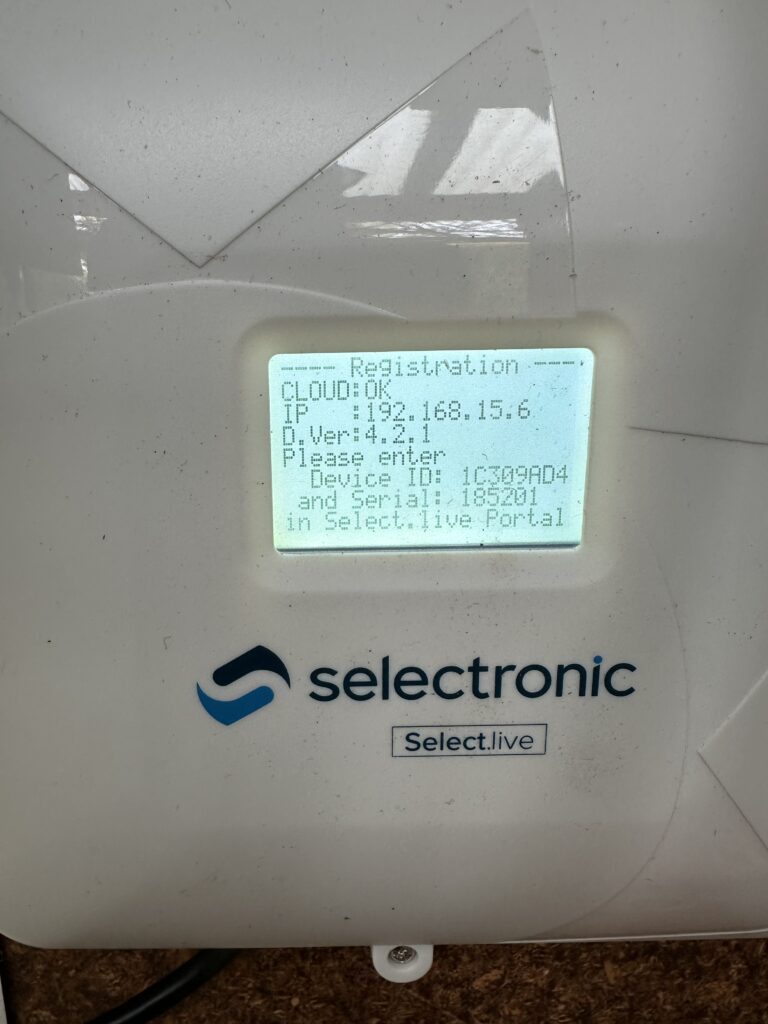 ---- Registration ----
CLOUD:OK
IP   :192.168.15.6
D.Ver:4.2.1
Please enter
Device ID: 1C309AD4
and Serial: 185201
in Select.live Portal
selectronic
Select.live